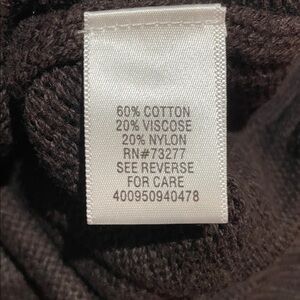 60% COTTON
20% VISCOSE
20% NYLON
RN#73277
SEE REVERSE
FOR CARE
400950940478